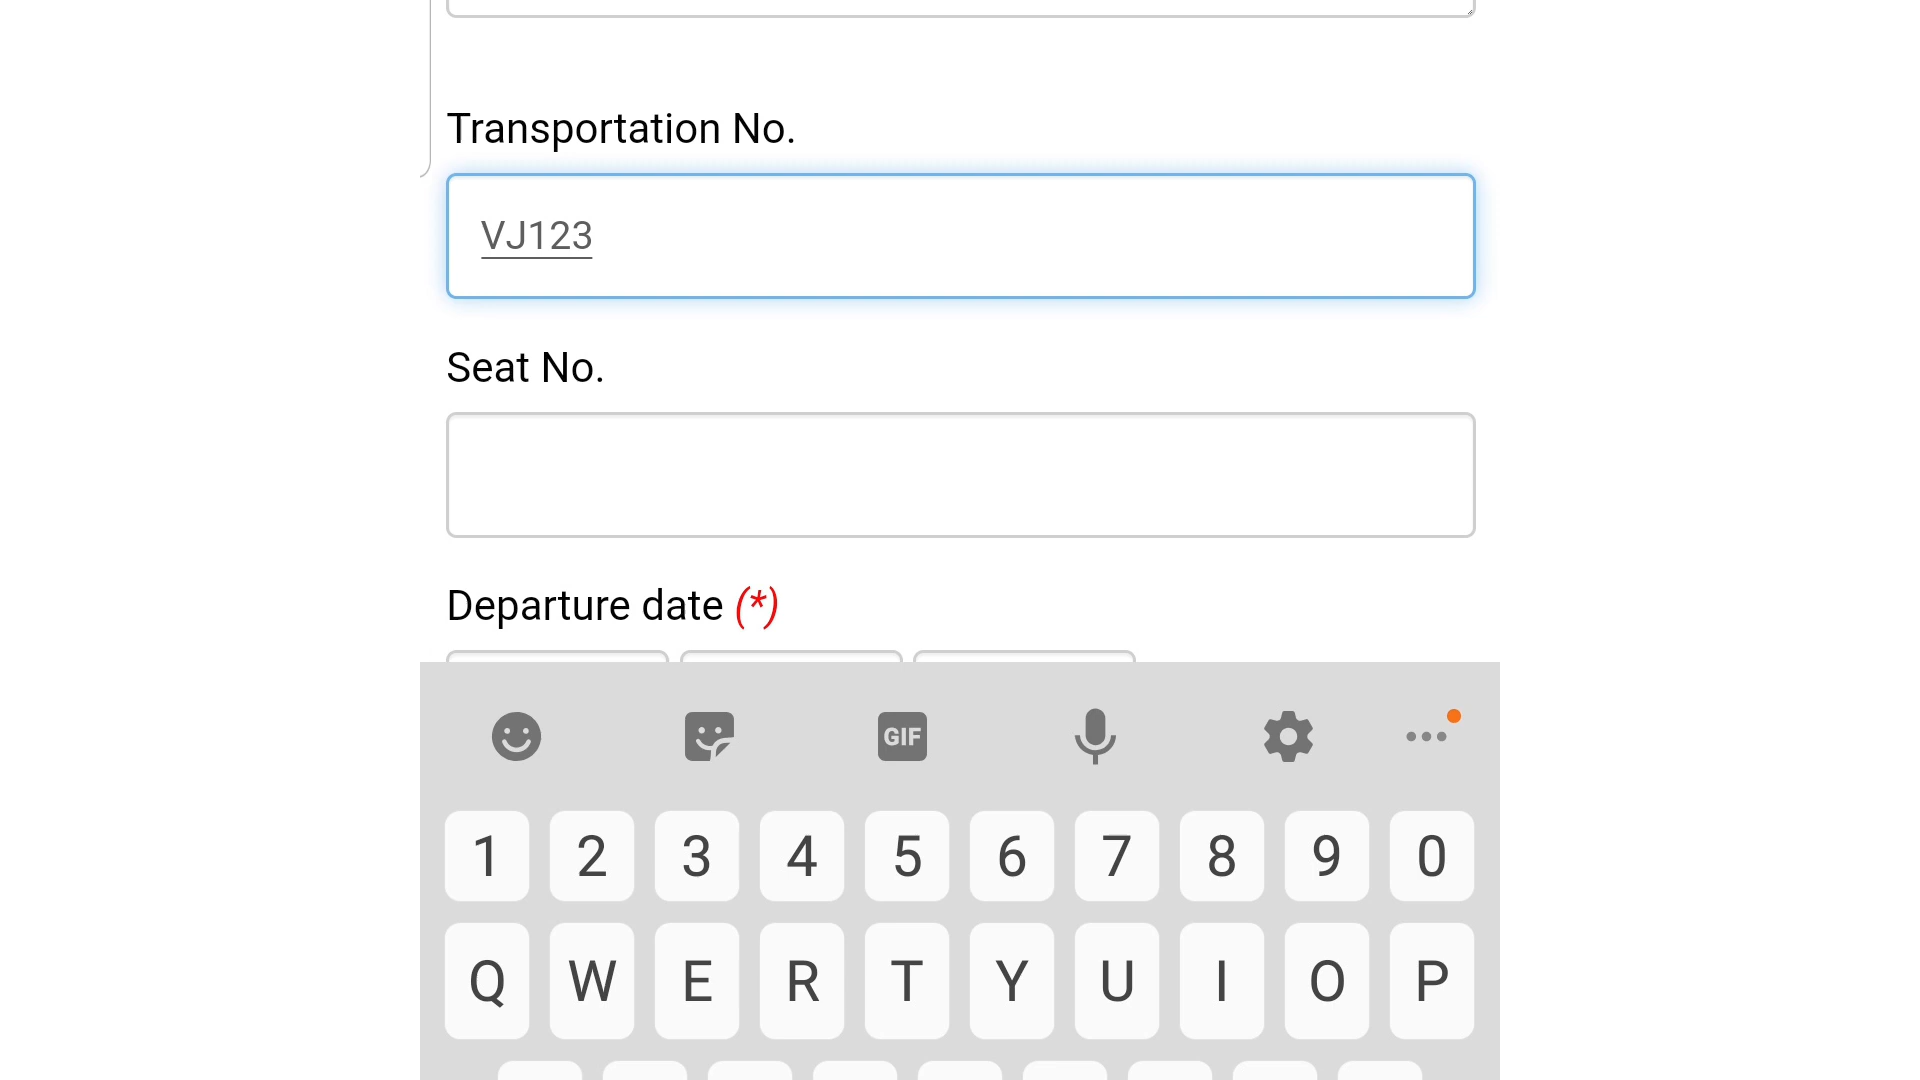 Transportation No.
VJ123
Seat No.
Departure date (*)
GIF
1 2 3 4 5 6 7 8 9 0
Q W E R T Y U I O P